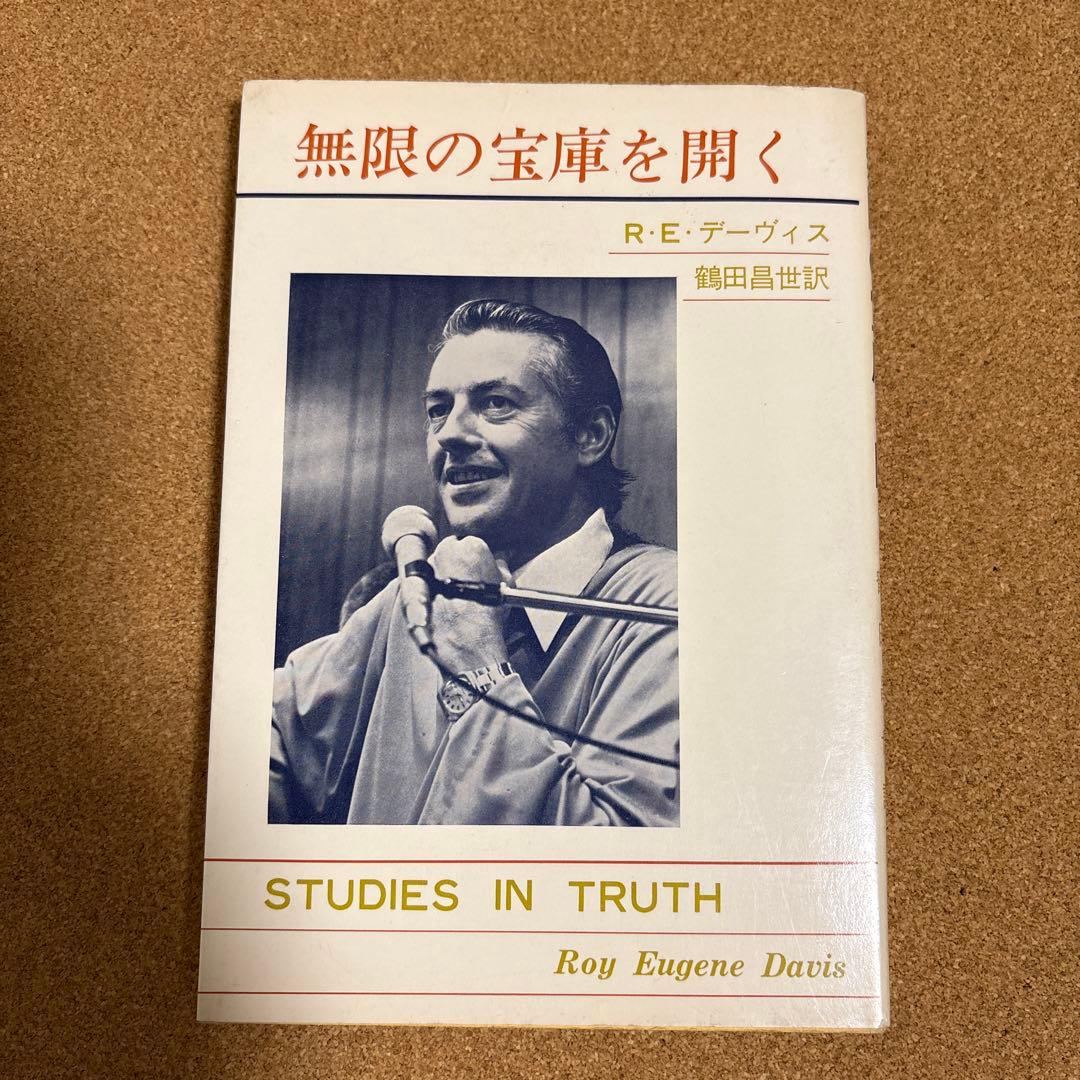 無限の宝庫を開く
R·E·デーヴィス
鶴田昌世訳
STUDIES IN TRUTH
Roy Eugene Davis